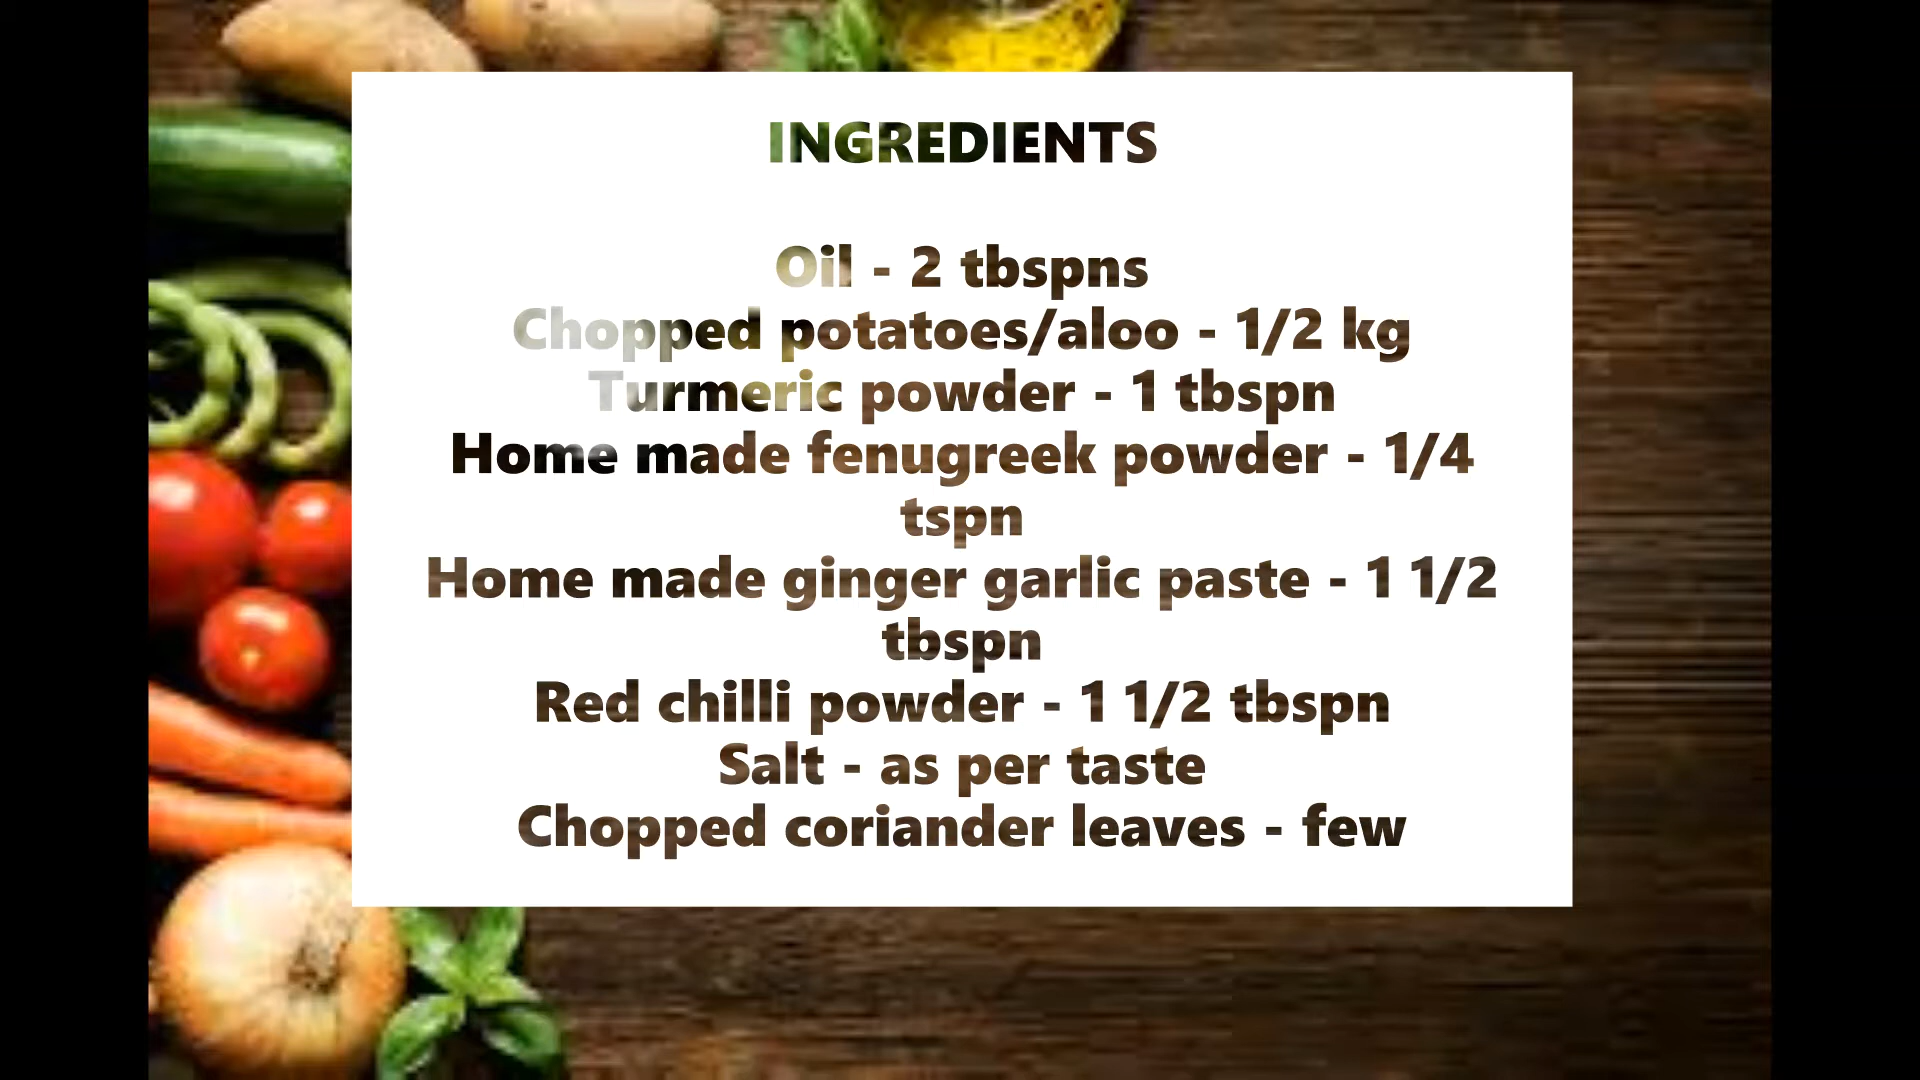 INGREDIENTS
Oil - 2 tbspns
Chopped potatoes/aloo - 1/2 kg
Turmeric powder - 1 tbspn
Home made fenugreek powder - 1/4
tspn
Home made ginger garlic paste - 1 1/2
tbspn
Red chilli powder - 1 1/2 tbspn
Salt - as per taste
Chopped coriander leaves - few